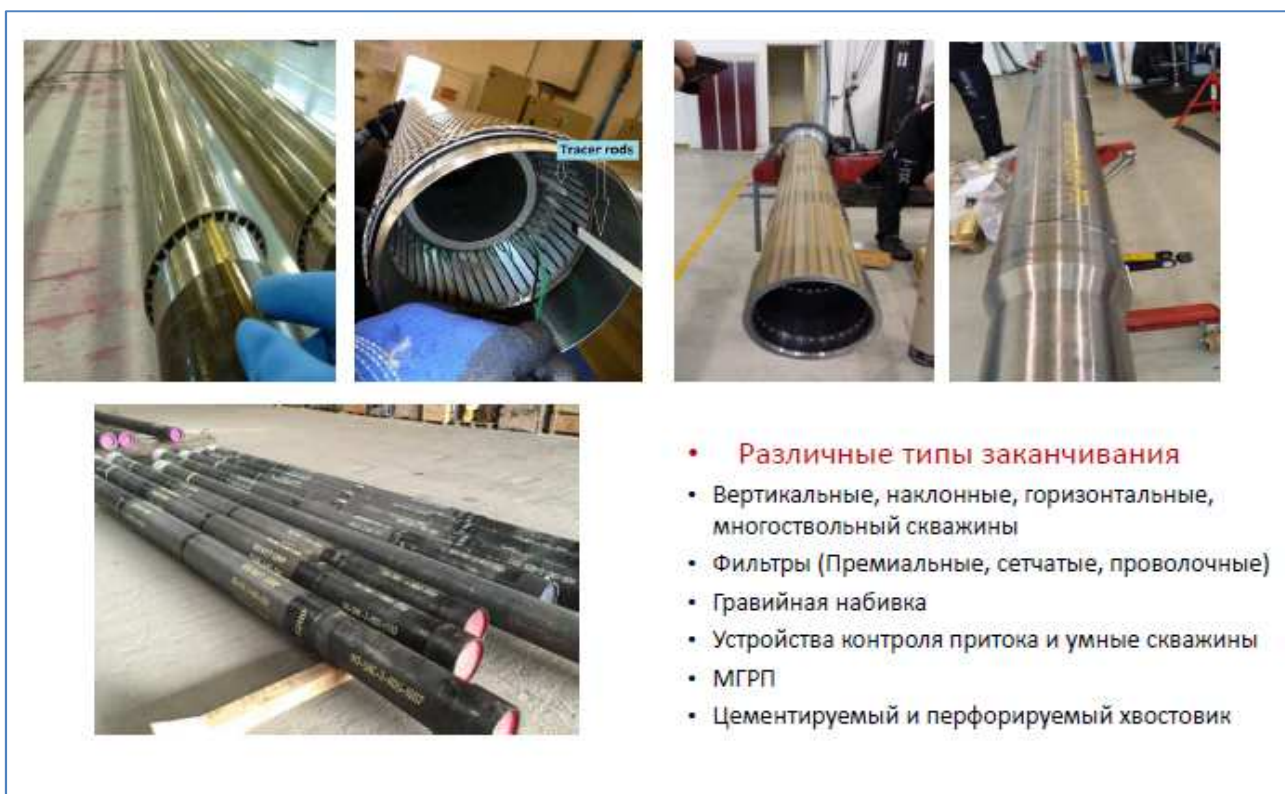 Tracer rods
• Различные типы заканчивания
• Вертикальные, наклонные, горизонтальные,
многоствольный скважины
• Фильтры (Премиальные, сетчатые, проволочные)
• Гравийная набивка
• Устройства контроля притока и умные скважины
• МГРП
• Цементируемый и перфорируемый хвостовик